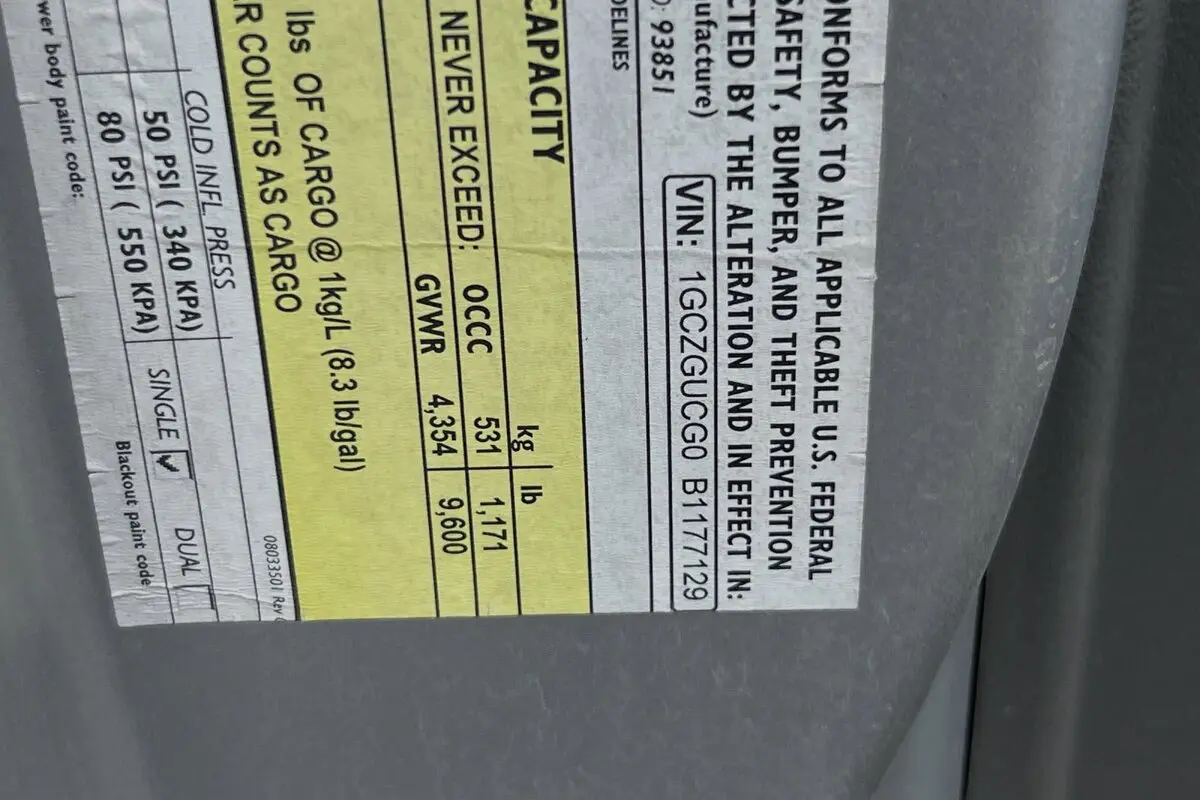 ONFORMS TO ALL APPLICABLE U.S. FEDERAL
SAFETY, BUMPER, AND THEFT PREVENTION
CTED BY THE ALTERATION AND IN EFFECT IN:
ufacture) VIN: 1GCZGUCG0 B1177129
: 93851
DELINES
CAPACITY
kg lb
NEVER EXCEED: OCCC 531 1,171
GVWR 4,354 9,600
lbs OF CARGO @ 1kg/L (8.3 lb/gal)
R COUNTS AS CARGO
0803350I Rev
COLD INFL. PRESS
50 PSI ( 340 KPA) SINGLE DUAL
80 PSI ( 550 KPA)
wer body paint code: Blackout paint code